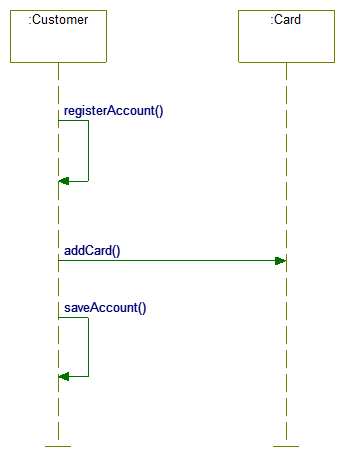 :Customer
:Card
registerAccount()
addCard()
saveAccount()